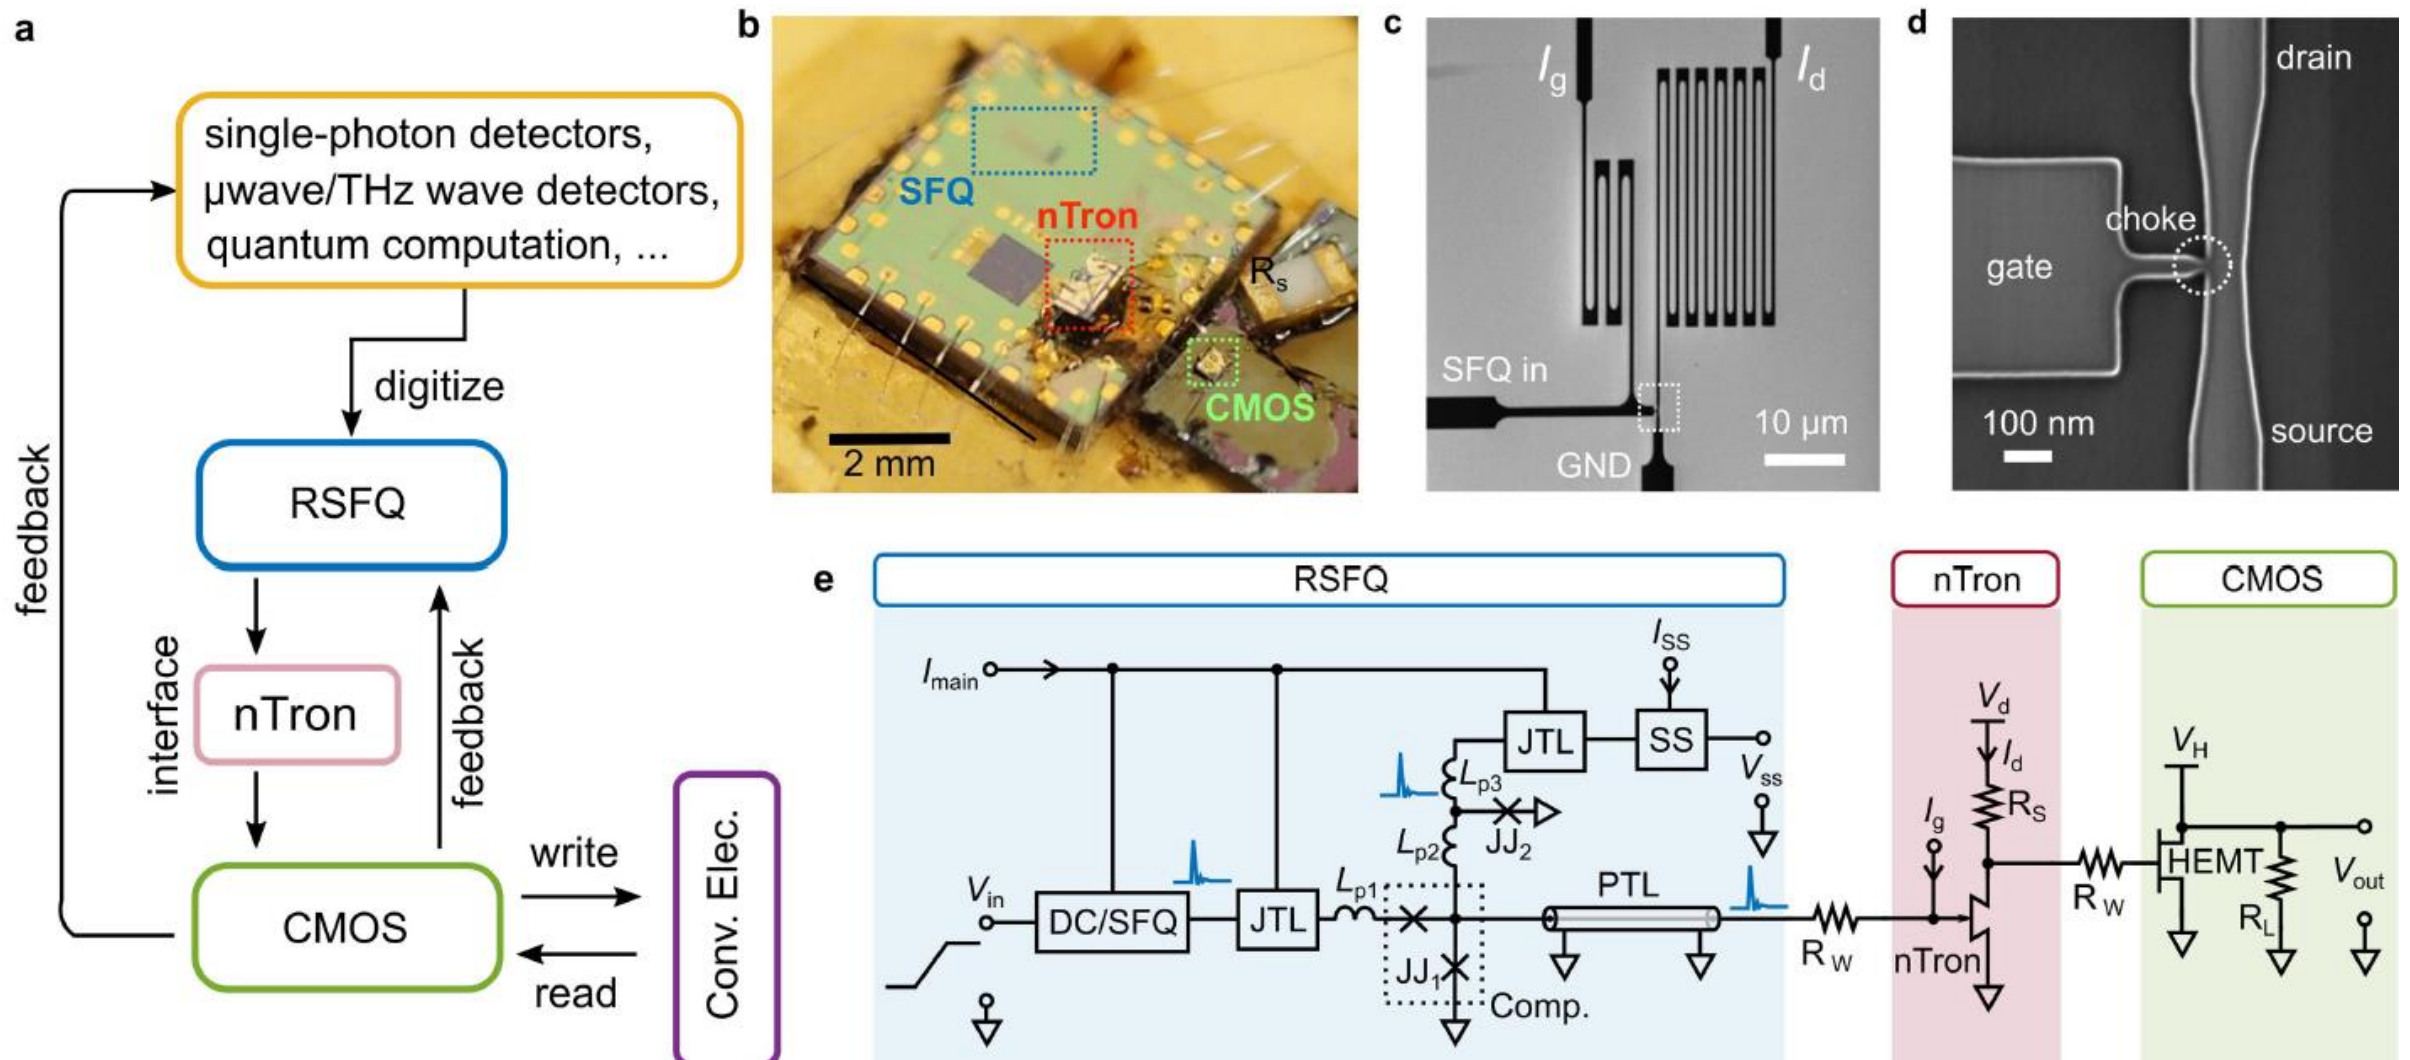 a
single-photon detectors,
μwave/THz wave detectors,
quantum computation, ...
digitize
feedback
RSFQ
interface
nTron
feedback
CMOS
write
read
Conv. Elec.
b
SFQ
nTron
Rs
CMOS
2 mm
c
Ig
Id
SFQ in
GND
10 μm
d
drain
choke
gate
100 nm
source
e
RSFQ
nTron
CMOS
Imain
ISS
JTL
SS
Vss
Lp3
JJ2
Lp2
Vin
DC/SFQ
JTL
Lp1
JJ1
Comp.
PTL
RW
Vd
Id
RS
Ig
nTron
RW
VH
HEMT
RL
Vout